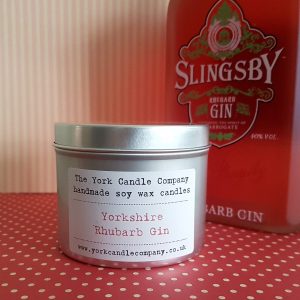 SLINGSBY
RHUBARB
GIN
HARROGATE
40% VOL.
RHUBARB GIN
The York Candle Company
handmade soy wax candles
Yorkshire
Rhubarb Gin
www.yorkcandlecompany.co.uk